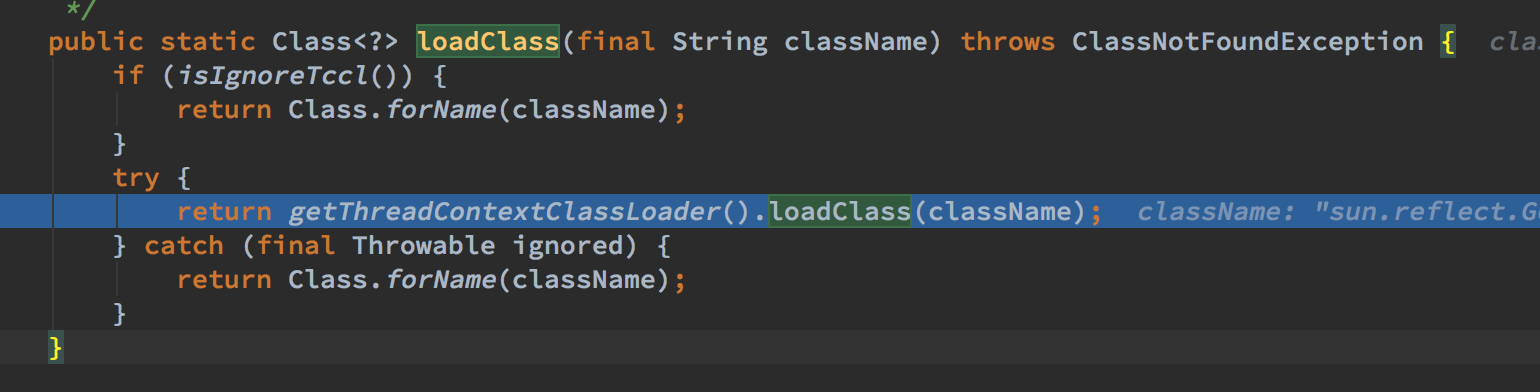 */
public static Class<?> loadClass(final String className) throws ClassNotFoundException {
if (isIgnoreTccl()) {
return Class.forName(className);
}
try {
return getThreadContextClassLoader().loadClass(className); className: "sun.reflect.
} catch (final Throwable ignored) {
return Class.forName(className);
}
}